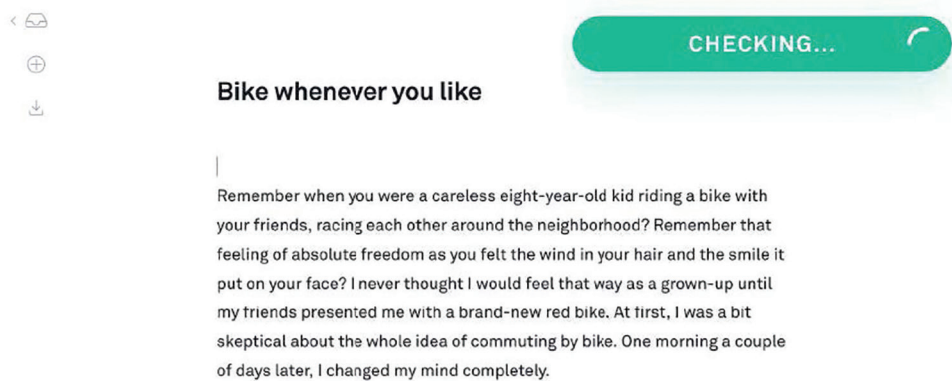 CHECKING...
Bike whenever you like
Remember when you were a careless eight-year-old kid riding a bike with
your friends, racing each other around the neighborhood? Remember that
feeling of absolute freedom as you felt the wind in your hair and the smile it
put on your face? I never thought I would feel that way as a grown-up until
my friends presented me with a brand-new red bike. At first, I was a bit
skeptical about the whole idea of commuting by bike. One morning a couple
of days later, I changed my mind completely.